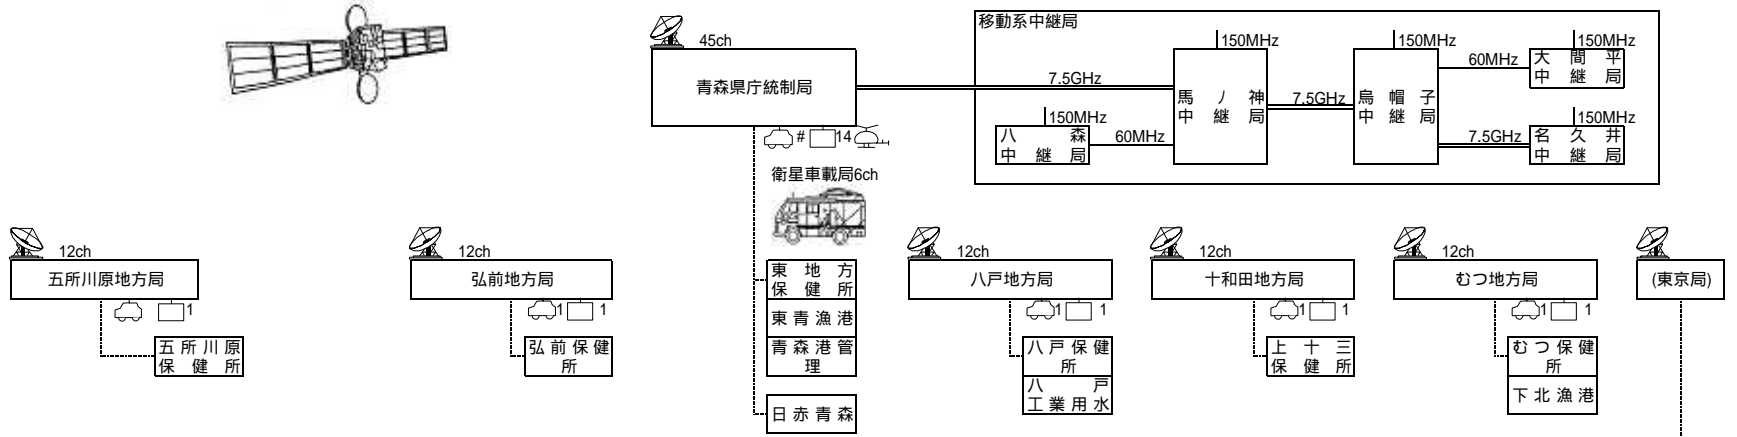 移動系中継局
45ch
150MHz
150MHz
150MHz
青森県庁統制局
7.5GHz
馬ノ神
中継局
7.5GHz
烏帽子
中継局
60MHz
大間平
中継局
150MHz
八森
中継局
60MHz
150MHz
7.5GHz
名久井
中継局
# 14
衛星車載局6ch
12ch
五所川原地方局
1
五所川原
保健所
12ch
弘前地方局
1 1
弘前保健
所
東地方
保健所
東青漁港
青森港管
理
日赤青森
12ch
八戸地方局
1 1
八戸保健
所
八戸
工業用水
12ch
十和田地方局
1 1
上十三
保健所
12ch
むつ地方局
1 1
むつ保健
所
下北漁港
(東京局)